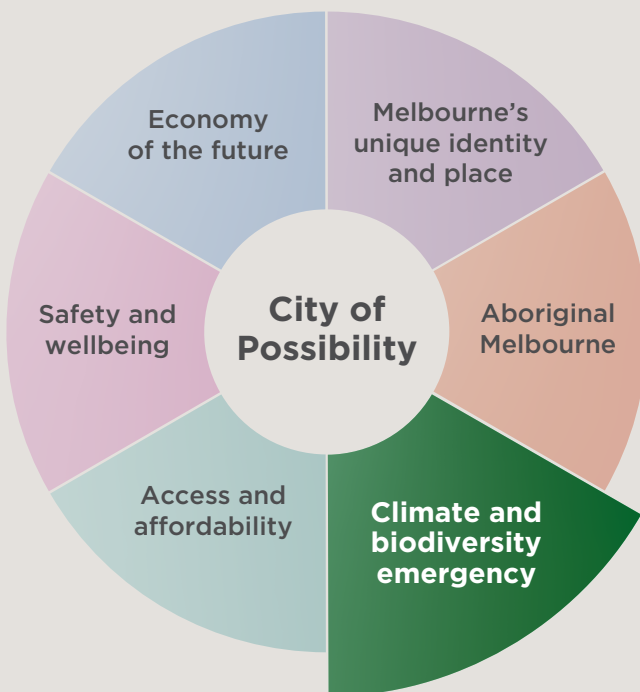 Economy
of the future
Melbourne’s
unique identity
and place
Safety and
wellbeing
City of
Possibility
Aboriginal
Melbourne
Access and
affordability
Climate and
biodiversity
emergency